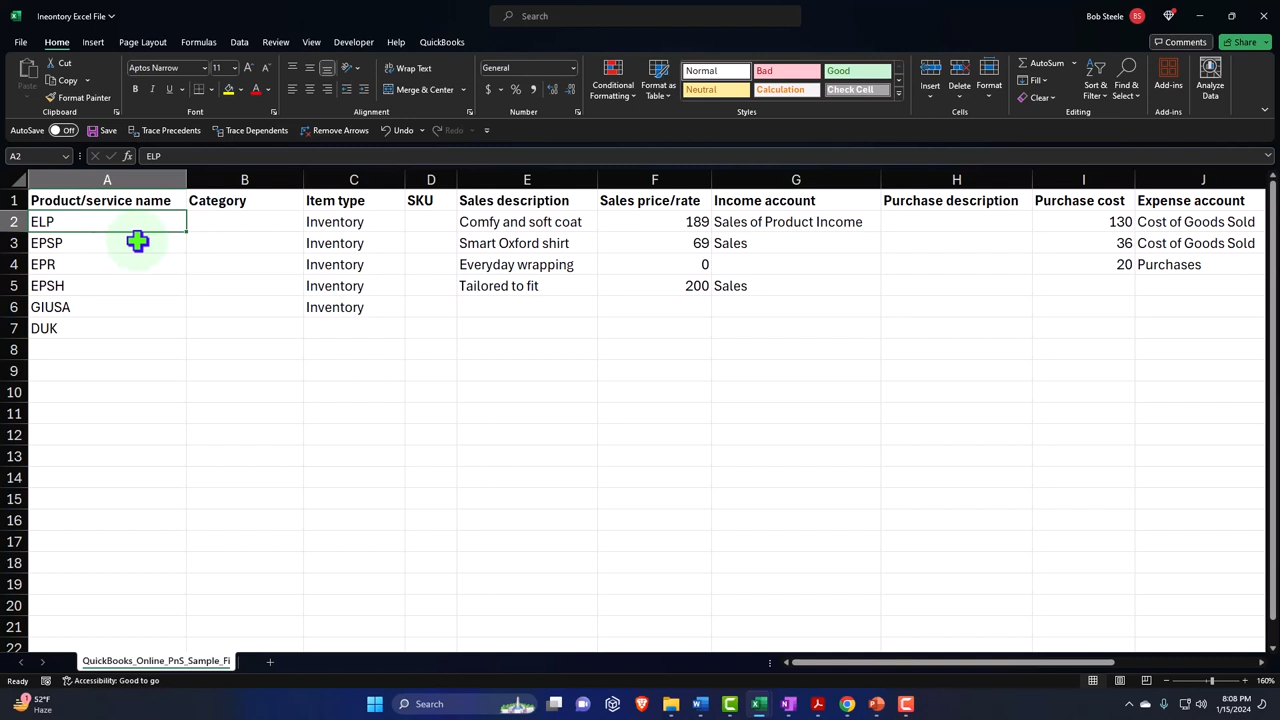 Ineontory Excel File
Search
Bob Steele
BS
File Home Insert Page Layout Formulas Data Review View Developer Help QuickBooks
Comments
Share
Paste
Cut
Copy
Format Painter
Clipboard
Aptos Narrow
11
B I U
Font
Wrap Text
Merge & Center
Alignment
General
Number
Conditional Formatting
Format as Table
Normal Bad Good
Neutral Calculation Check Cell
Styles
Insert Delete Format
Cells
AutoSum
Fill
Clear
Sort & Filter
Find & Select
Editing
Add-ins
Add-ins
Analyze Data
AutoSave Off Save Trace Precedents Trace Dependents Remove Arrows Undo Redo
A2 fx ELP
A B C D E F G H I J
1 Product/service name Category Item type SKU Sales description Sales price/rate Income account Purchase description Purchase cost Expense account
2 ELP Inventory Comfy and soft coat 189 Sales of Product Income 130 Cost of Goods Sold
3 EPSP Inventory Smart Oxford shirt 69 Sales 36 Cost of Goods Sold
4 EPR Inventory Everyday wrapping 0 20 Purchases
5 EPSH Inventory Tailored to fit 200 Sales
6 GIUSA Inventory
7 DUK
8
9
10
11
12
13
14
15
16
17
18
19
20
21
22
QuickBooks_Online_PnS_Sample_Fi
Ready Accessibility: Good to go 160%
1
52°F
Haze
Search
8:08 PM
1/15/2024